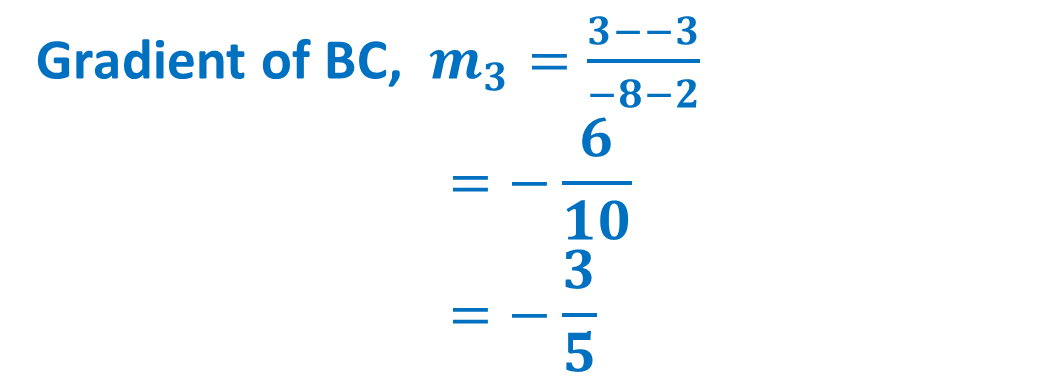 Gradient of BC, m₃ = 3−−3
−8−2
= − 6
10
= − 3
5